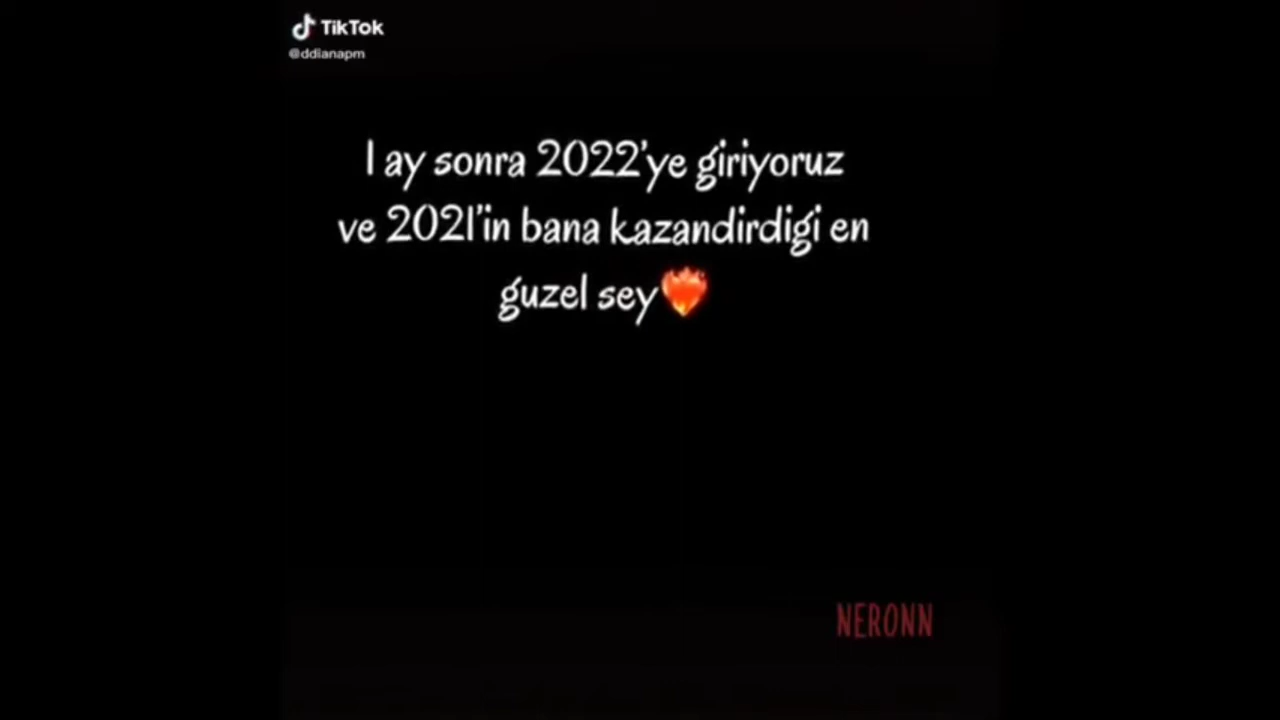 TikTok
@ddianapm
1 ay sonra 2022'ye giriyoruz
ve 2021'in bana kazandirdigi en
guzel sey❤️‍🔥
NERONN